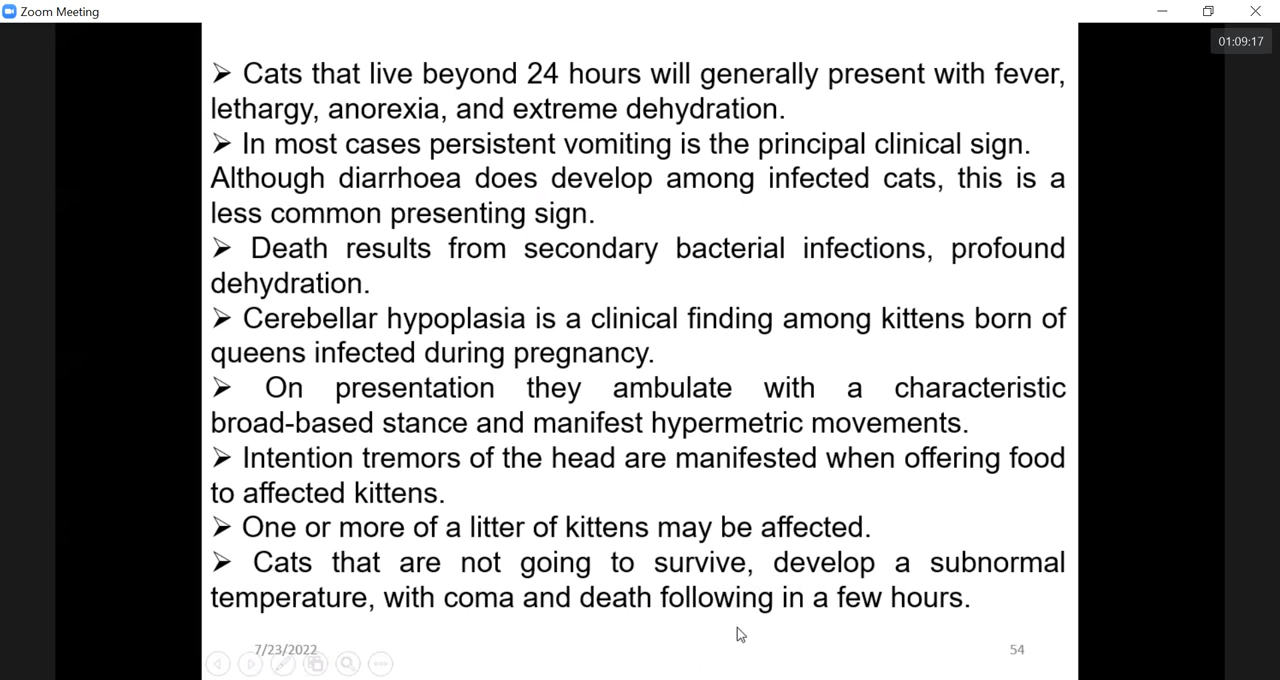 Zoom Meeting
01:09:17
➢ Cats that live beyond 24 hours will generally present with fever,
lethargy, anorexia, and extreme dehydration.
➢ In most cases persistent vomiting is the principal clinical sign.
Although diarrhoea does develop among infected cats, this is a
less common presenting sign.
➢ Death results from secondary bacterial infections, profound
dehydration.
➢ Cerebellar hypoplasia is a clinical finding among kittens born of
queens infected during pregnancy.
➢ On presentation they ambulate with a characteristic
broad-based stance and manifest hypermetric movements.
➢ Intention tremors of the head are manifested when offering food
to affected kittens.
➢ One or more of a litter of kittens may be affected.
➢ Cats that are not going to survive, develop a subnormal
temperature, with coma and death following in a few hours.
7/23/2022
54